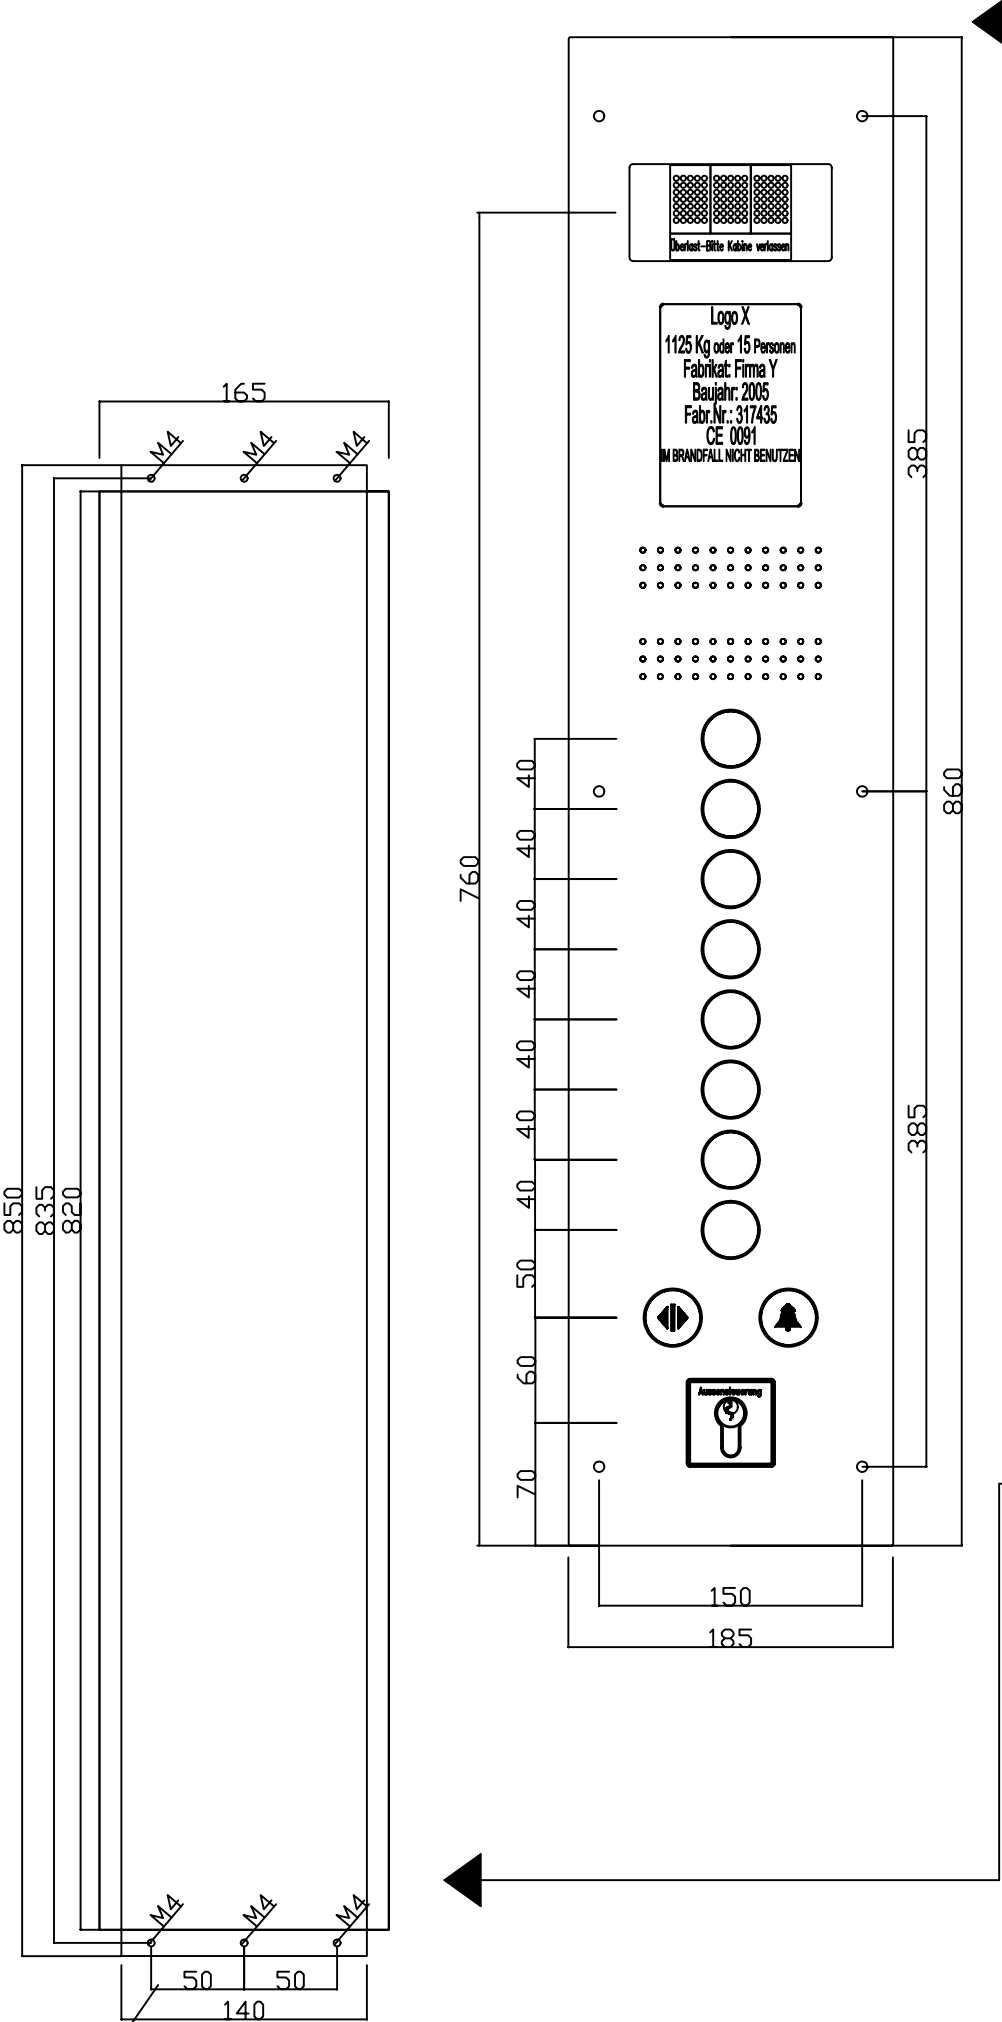 Überlast-Bitte Kabine verlassen
Logo X
1125 Kg oder 15 Personen
Fabrikat: Firma Y
Baujahr: 2005
Fabr.Nr.: 317435
CE 0091
IM BRANDFALL NICHT BENUTZEN
385
165
M4
M4
M4
40
860
40
760
40
40
40
385
40
850
835
820
40
50
60
Aussensteuerung
70
150
185
M4
M4
M4
50
50
140